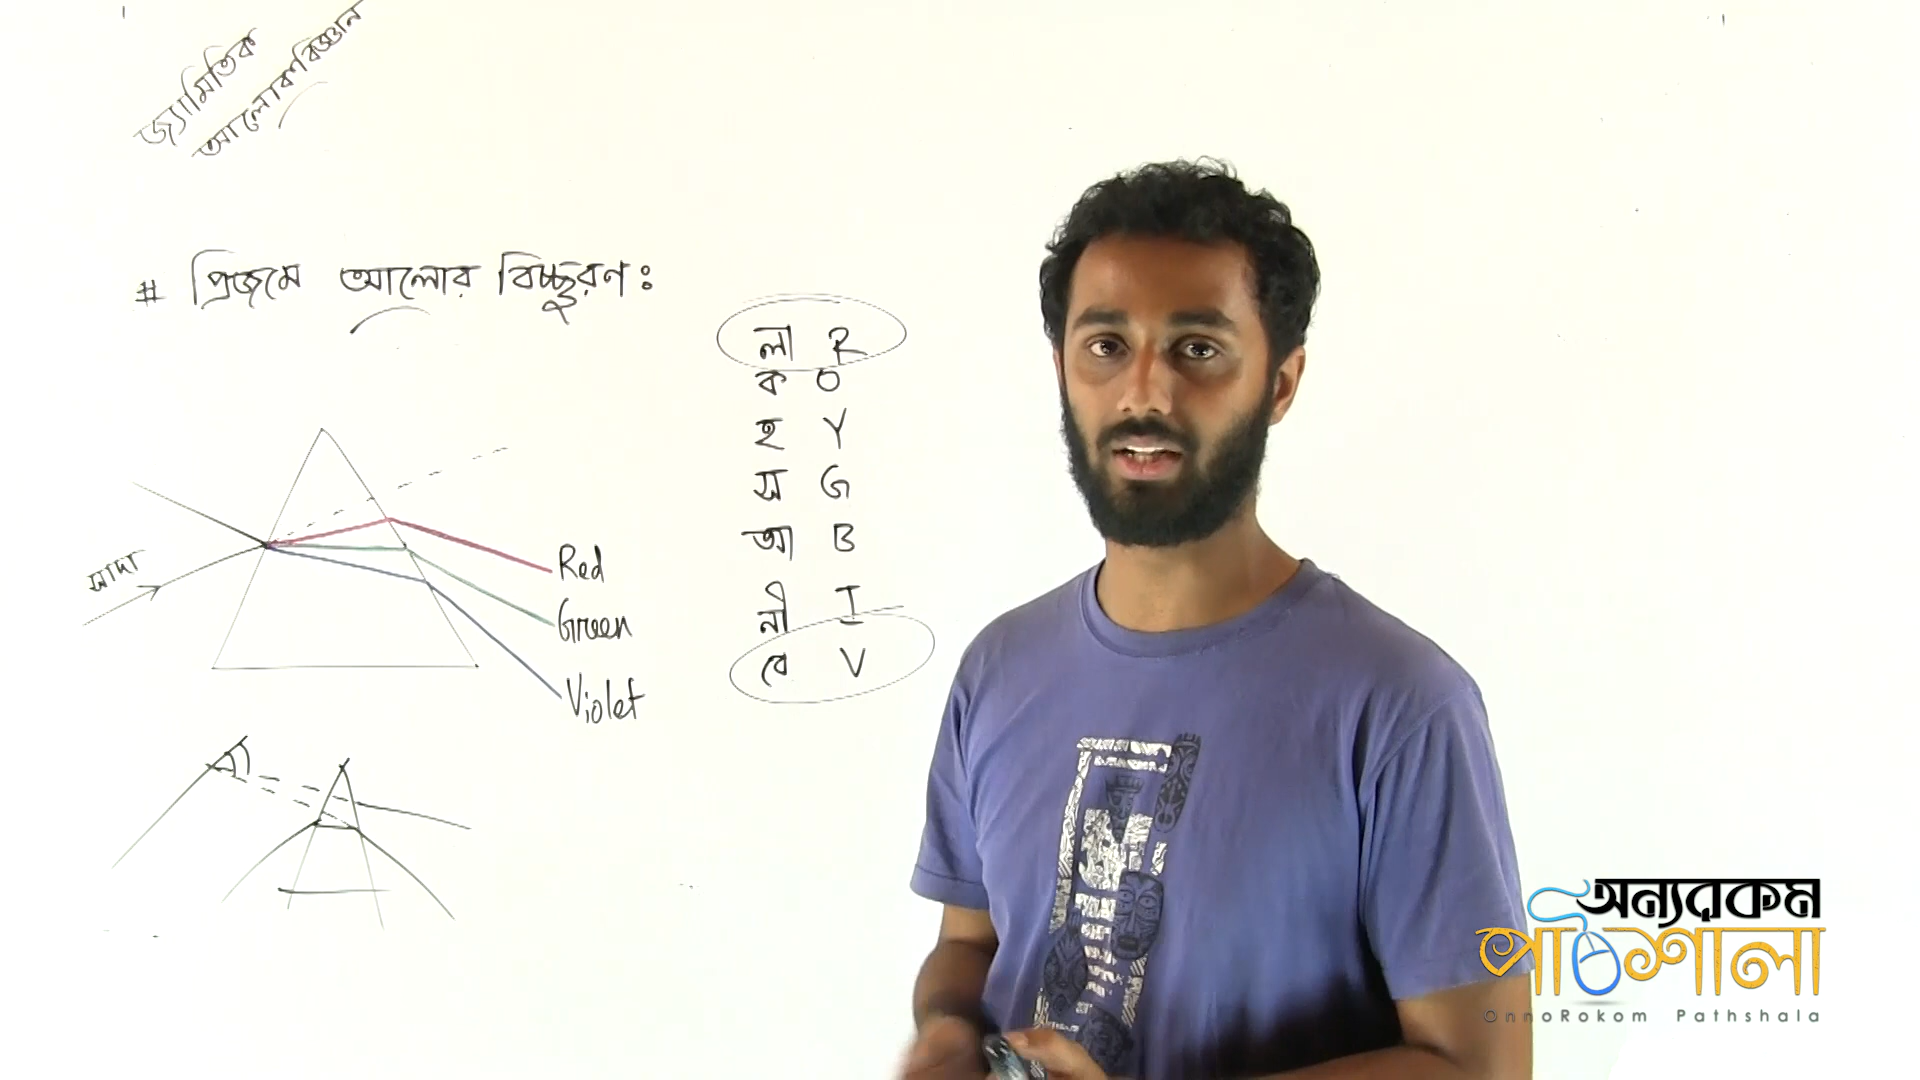 জ্যামিতিক
আলোকবিজ্ঞান
# প্রিজমে আলোর বিচ্ছুরণঃ
লা R
ক O
হ Y
স G
আ B
নী I
বে V
সাদা
Red
Green
Violet
অন্যরকম
পাঠশালা
OnnoRokom Pathshala